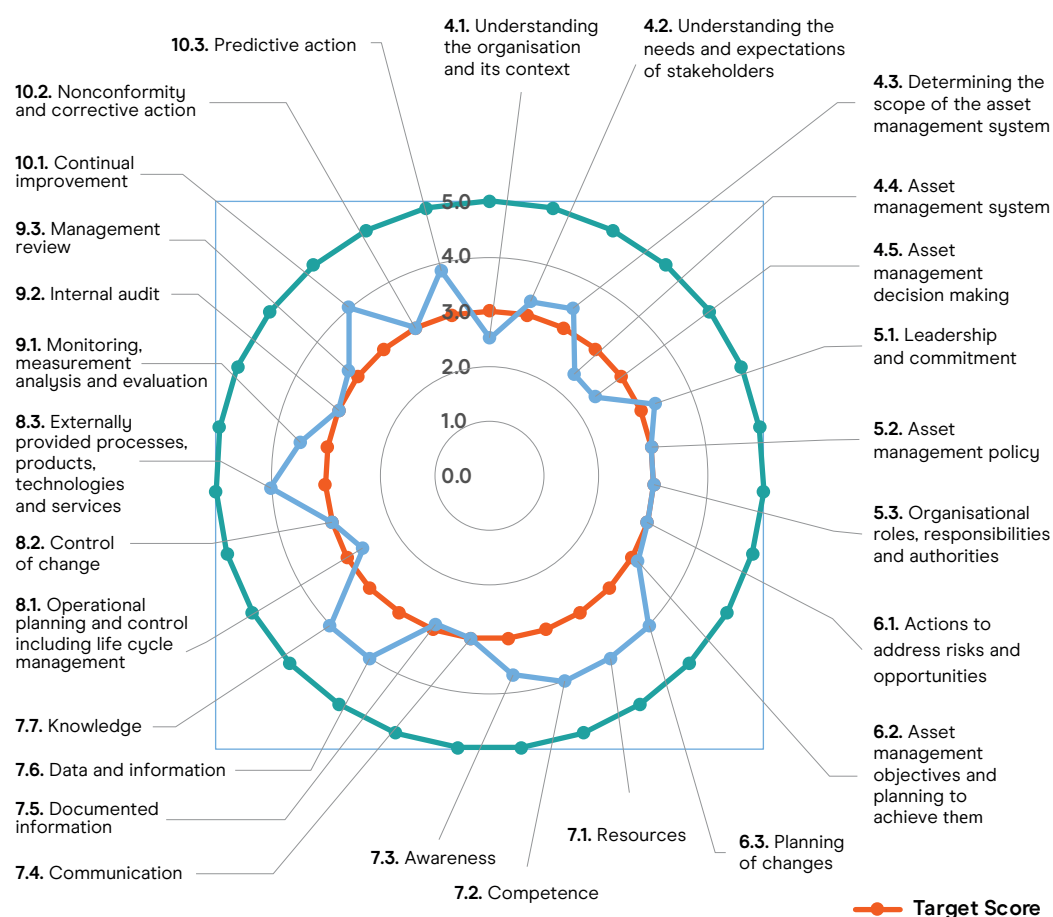 4.1. Understanding
the organisation
and its context
4.2. Understanding the
needs and expectations
of stakeholders
4.3. Determining the
scope of the asset
management system
4.4. Asset
management system
4.5. Asset
management
decision making
5.1. Leadership
and commitment
5.2. Asset
management policy
5.3. Organisational
roles, responsibilities
and authorities
6.1. Actions to
address risks and
opportunities
6.2. Asset
management
objectives and
planning to
achieve them
6.3. Planning
of changes
7.1. Resources
7.2. Competence
7.3. Awareness
7.4. Communication
7.5. Documented
information
7.6. Data and information
7.7. Knowledge
8.1. Operational
planning and control
including life cycle
management
8.2. Control
of change
8.3. Externally
provided processes,
products,
technologies
and services
9.1. Monitoring,
measurement
analysis and evaluation
9.2. Internal audit
9.3. Management
review
10.1. Continual
improvement
10.2. Nonconformity
and corrective action
10.3. Predictive action
5.0
4.0
3.0
2.0
1.0
0.0
Target Score